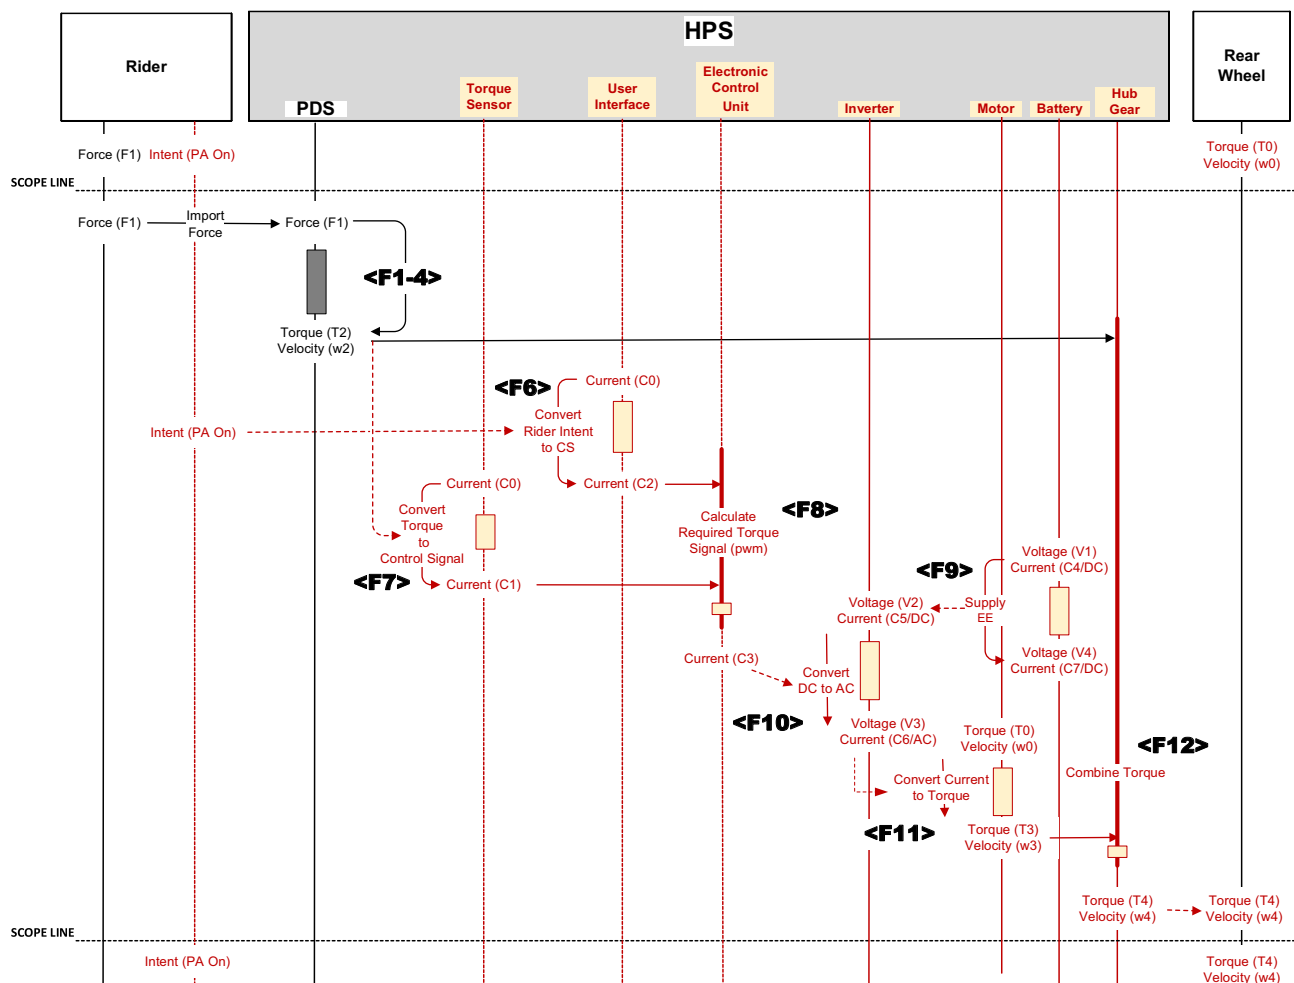 HPS
Rider
Rear
Wheel
PDS
Torque
Sensor
User
Interface
Electronic
Control
Unit
Inverter
Motor
Battery
Hub
Gear
Force (F1)
Intent (PA On)
Torque (T0)
Velocity (w0)
SCOPE LINE
Force (F1)
Import
Force
Force (F1)
<F1-4>
Torque (T2)
Velocity (w2)
<F6>
Current (C0)
Convert
Rider Intent
to CS
Intent (PA On)
Current (C2)
Current (C0)
Convert
Torque
to
Control Signal
<F7>
Current (C1)
Calculate
Required Torque
Signal (pwm)
<F8>
Voltage (V1)
Current (C4/DC)
<F9>
Supply
EE
Voltage (V2)
Current (C5/DC)
Voltage (V4)
Current (C7/DC)
Current (C3)
Convert
DC to AC
<F10>
Voltage (V3)
Current (C6/AC)
Torque (T0)
Velocity (w0)
<F12>
Combine Torque
Convert Current
to Torque
<F11>
Torque (T3)
Velocity (w3)
Torque (T4)
Velocity (w4)
Torque (T4)
Velocity (w4)
SCOPE LINE
Intent (PA On)
Torque (T4)
Velocity (w4)